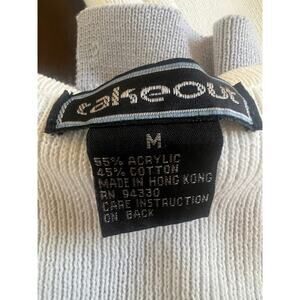 takeout
M
55% ACRYLIC
45% COTTON
MADE IN HONG KONG
RN 94330
CARE INSTRUCTION
ON BACK